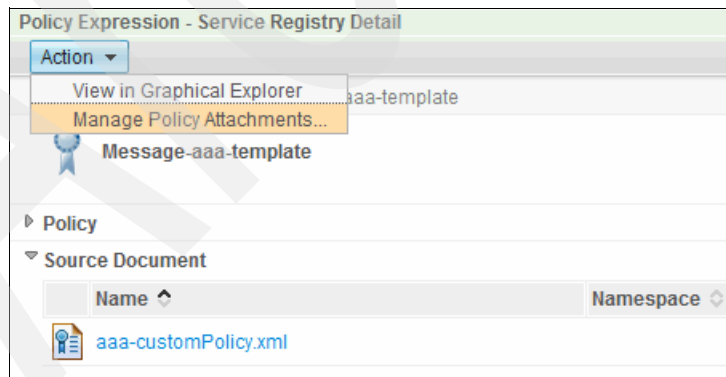 Policy Expression - Service Registry Detail
Action
View in Graphical Explorer
aaa-template
Manage Policy Attachments...
Message-aaa-template
Policy
Source Document
Name Namespace
aaa-customPolicy.xml